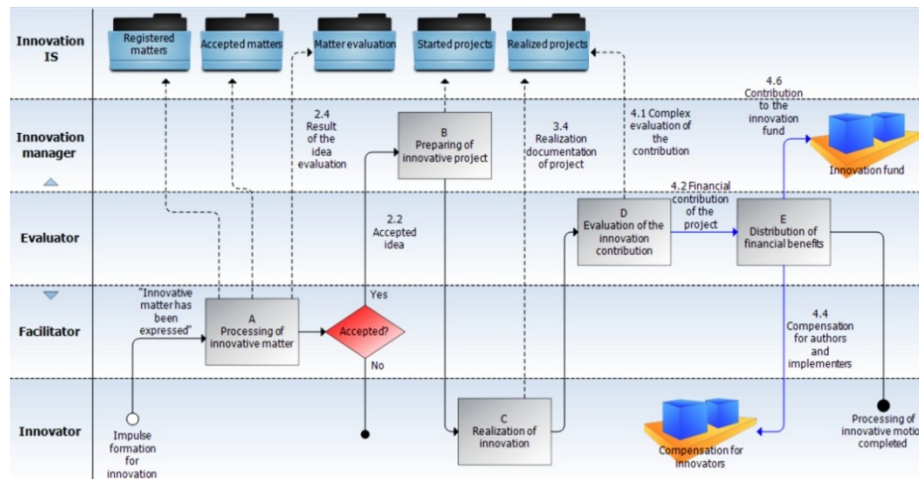 Innovation
IS
Registered
matters
Accepted matters
Matter evaluation
Started projects
Realized projects
Innovation
manager
2.4
Result
of the
idea
evaluation
B
Preparing of
innovative project
3.4
Realization
documentation
of project
4.1 Complex
evaluation of
the
contribution
4.6
Contribution
to the
innovation
fund
Innovation fund
Evaluator
2.2
Accepted
idea
D
Evaluation of the
innovation
contribution
4.2 Financial
contribution
of the
project
E
Distribution of
financial benefits
Facilitator
"Innovative
matter has
been
expressed"
A
Processing of
innovative matter
Accepted?
Yes
No
4.4
Compensation
for authors
and
implementers
Innovator
Impulse
formation
for
innovation
C
Realization of
innovation
Compensation for
innovators
Processing of
innovative motion
completed